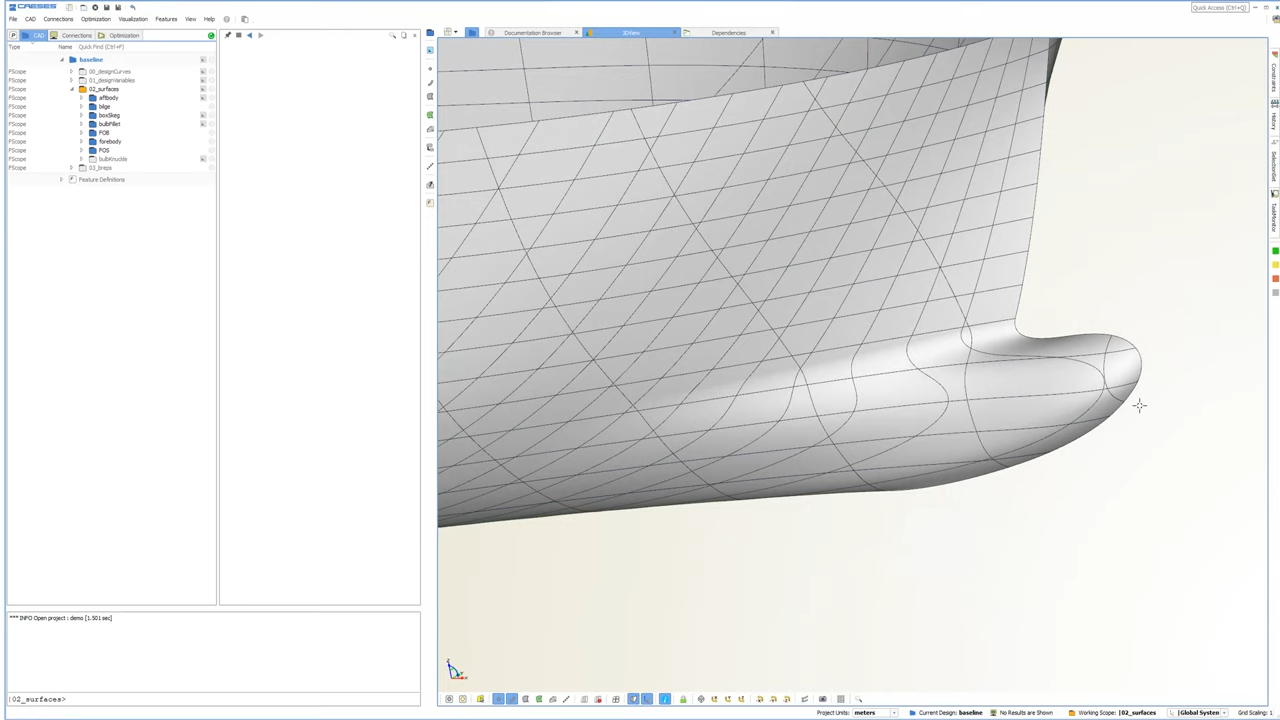 CAESES
Quick Access (Ctrl+Q)
File CAD Connections Optimization Visualization Features View Help
CAD Connections Optimization
Documentation Browser 3DView Dependencies
Type Name Quick Find (Ctrl+F)
baseline
FScope 00_designCurves
FScope 01_designVariables
FScope 02_surfaces
FScope aftbody
FScope bilge
FScope boxSkeg
FScope bulbFillet
FScope FOB
FScope forebody
FScope FOS
FScope bulbKnuckle
FScope 03_breps
Feature Definitions
Constraints
History
SelectionSet
TaskMonitor
*** INFO Open project : demo [1.501 sec]
|02_surfaces>
Project Units: meters Current Design: baseline No Results are Shown Working Scope: |02_surfaces |Global System Grid Scaling: 1